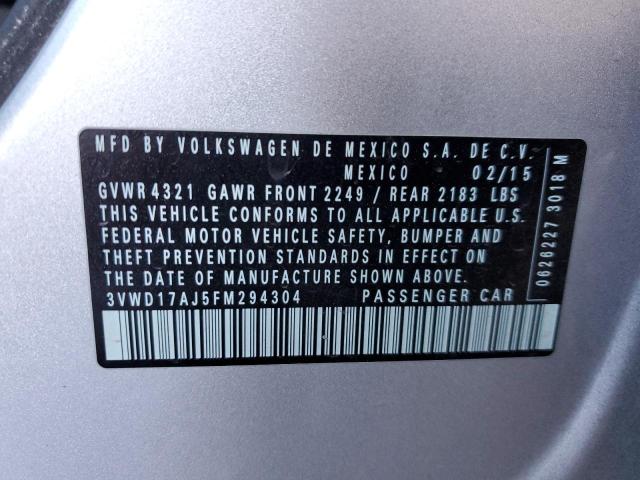 MFD BY VOLKSWAGEN DE MEXICO S.A. DE C.V.
MEXICO 02/15
GVWR 4321 GAWR FRONT 2249 / REAR 2183 LBS
THIS VEHICLE CONFORMS TO ALL APPLICABLE U.S.
FEDERAL MOTOR VEHICLE SAFETY, BUMPER AND
THEFT PREVENTION STANDARDS IN EFFECT ON
THE DATE OF MANUFACTURE SHOWN ABOVE.
3VWD17AJ5FM294304 PASSENGER CAR
0626227 3018 M